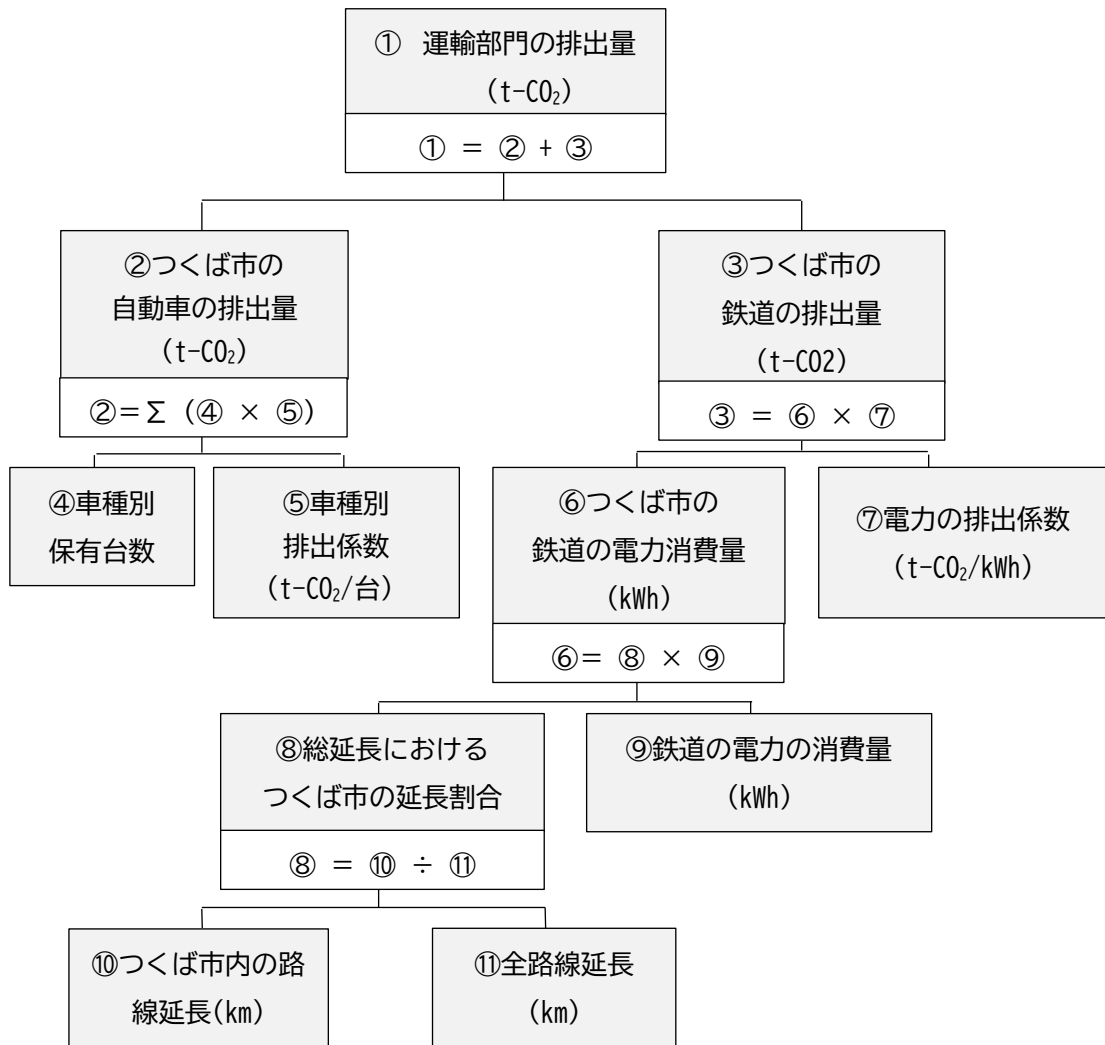 ① 運輸部門の排出量
(t-CO₂)
① = ② + ③
②つくば市の
自動車の排出量
(t-CO₂)
②=Σ (④ × ⑤)
③つくば市の
鉄道の排出量
(t-CO2)
③ = ⑥ × ⑦
④車種別
保有台数
⑤車種別
排出係数
(t-CO₂/台)
⑥つくば市の
鉄道の電力消費量
(kWh)
⑥= ⑧ × ⑨
⑦電力の排出係数
(t-CO₂/kWh)
⑧総延長における
つくば市の延長割合
⑧ = ⑩ ÷ ⑪
⑨鉄道の電力の消費量
(kWh)
⑩つくば市内の路
線延長(km)
⑪全路線延長
(km)